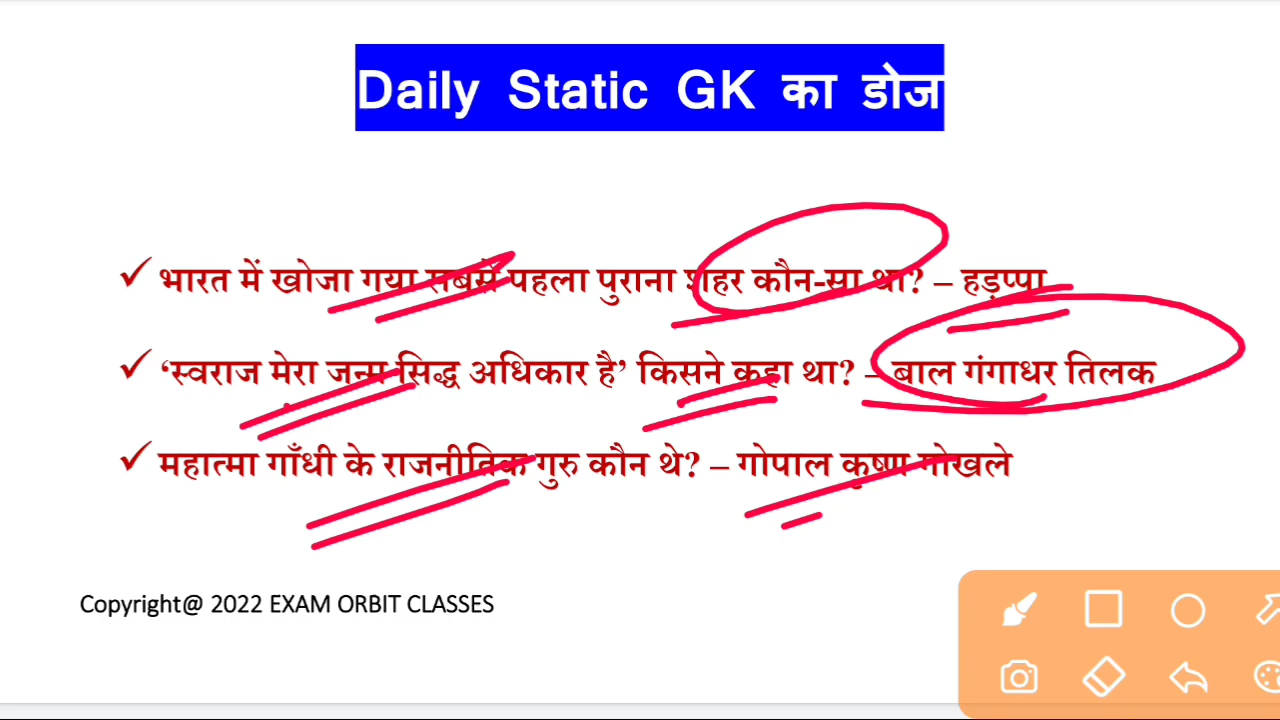 Daily Static GK का डोज
भारत में खोजा गया सबसे पहला पुराना शहर कौन-सा था? – हड़प्पा
‘स्वराज मेरा जन्म सिद्ध अधिकार है’ किसने कहा था? – बाल गंगाधर तिलक
महात्मा गाँधी के राजनीतिक गुरु कौन थे? – गोपाल कृष्ण गोखले
Copyright@ 2022 EXAM ORBIT CLASSES